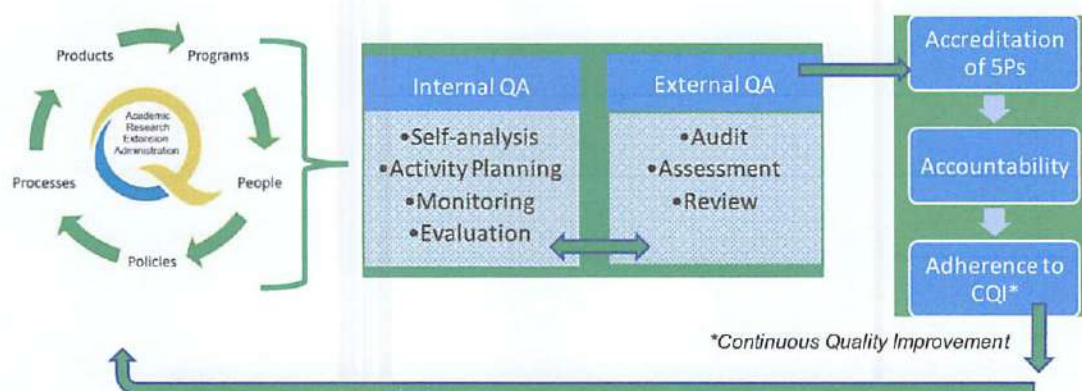 Products
Programs
Academic
Research
Extension
Administration
Processes
People
Policies
Internal QA
•Self-analysis
•Activity Planning
•Monitoring
•Evaluation
External QA
•Audit
•Assessment
•Review
Accreditation
of 5Ps
Accountability
Adherence to
CQI*
*Continuous Quality Improvement